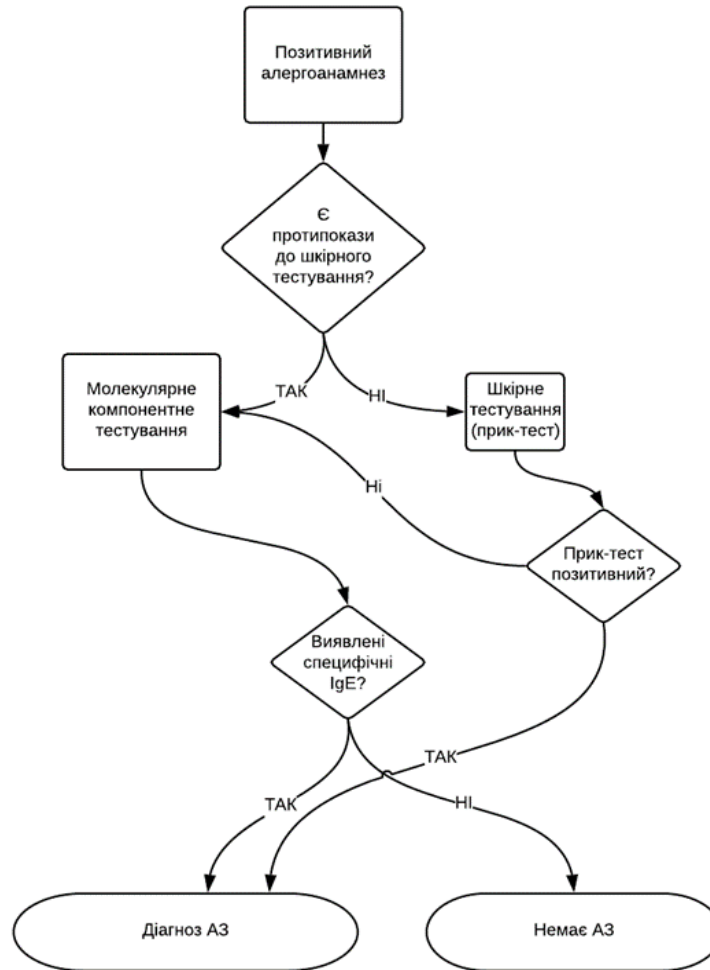 Позитивний
алергоанамнез
Є
протипокази
до шкірного
тестування?
ТАК
НІ
Молекулярне
компонентне
тестування
Шкірне
тестування
(прик-тест)
Ні
Прик-тест
позитивний?
Виявлені
специфічні
IgE?
ТАК
ТАК
НІ
Діагноз АЗ
Немає АЗ